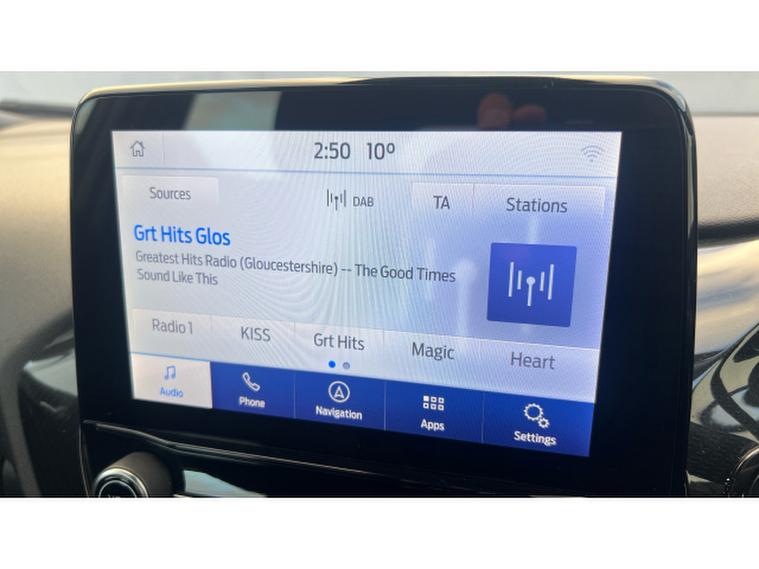 2:50 10º
Sources DAB TA Stations
Grt Hits Glos
Greatest Hits Radio (Gloucestershire) -- The Good Times
Sound Like This
Radio 1 KISS Grt Hits Magic Heart
Audio Phone Navigation Apps Settings